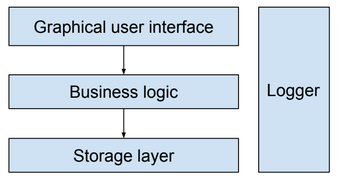 Graphical user interface
Business logic
Logger
Storage layer